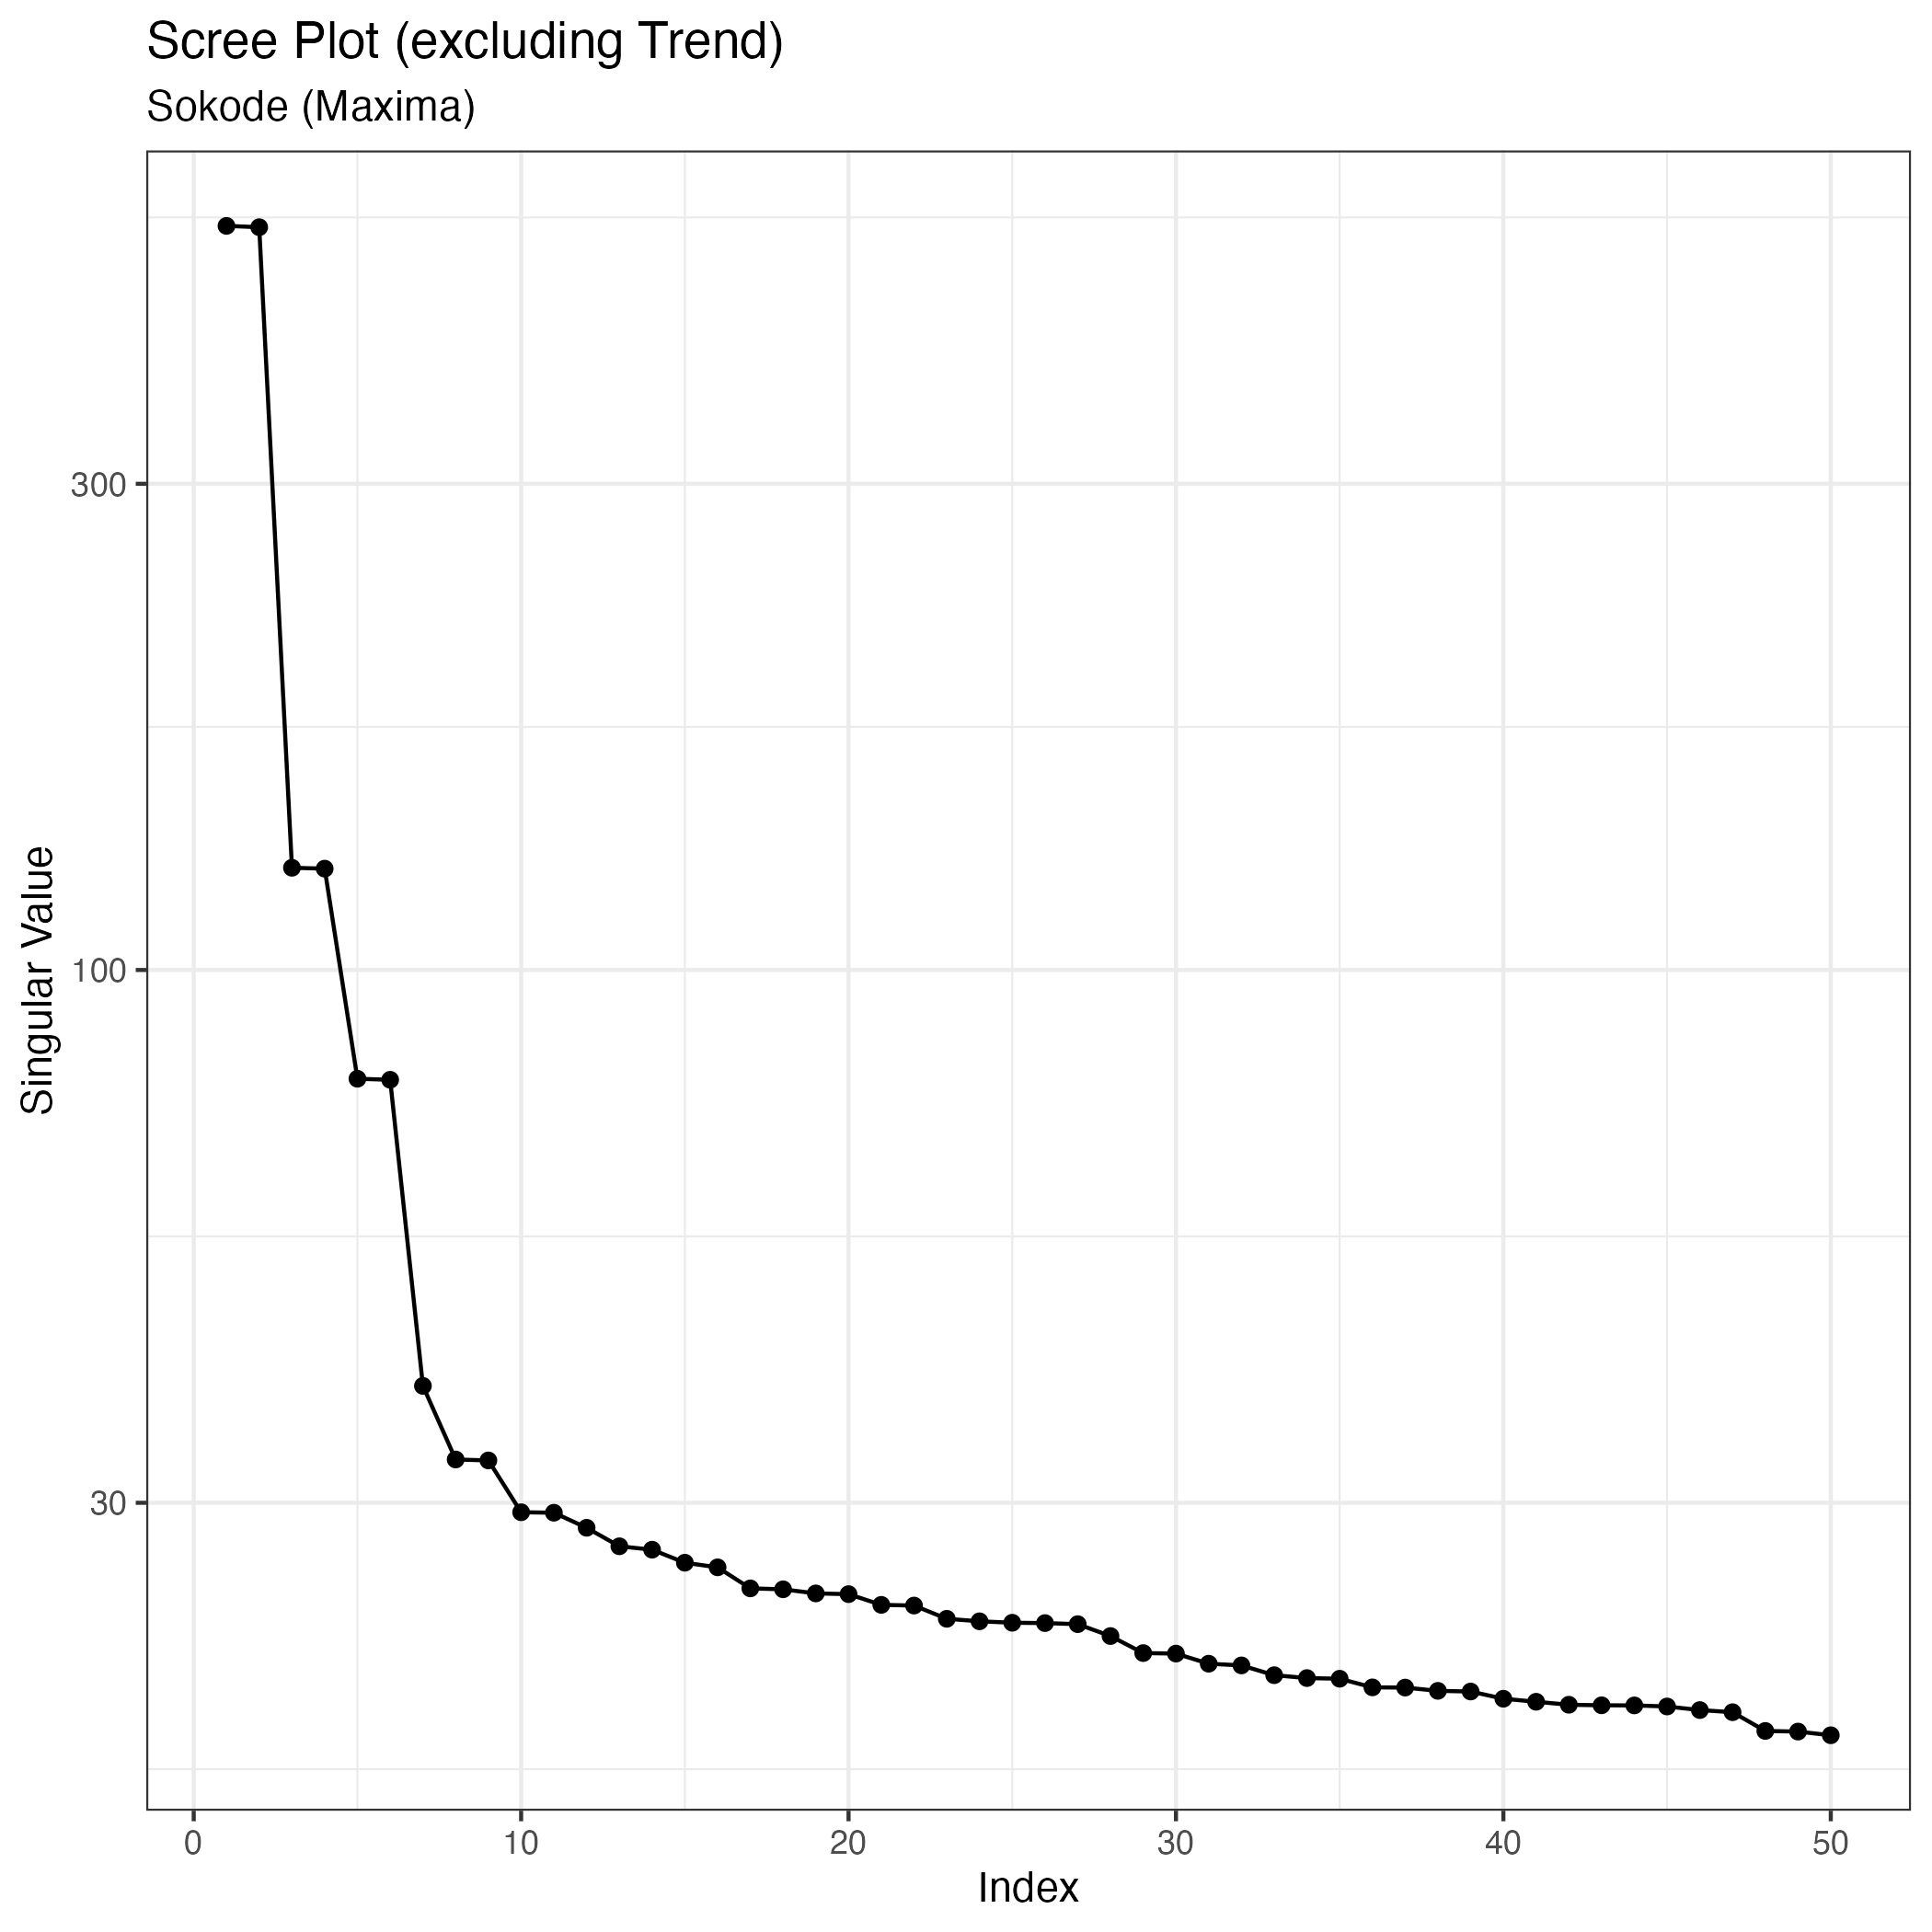 Scree Plot (excluding Trend)
Sokode (Maxima)
Singular Value
300
100
30
0 10 20 30 40 50
Index